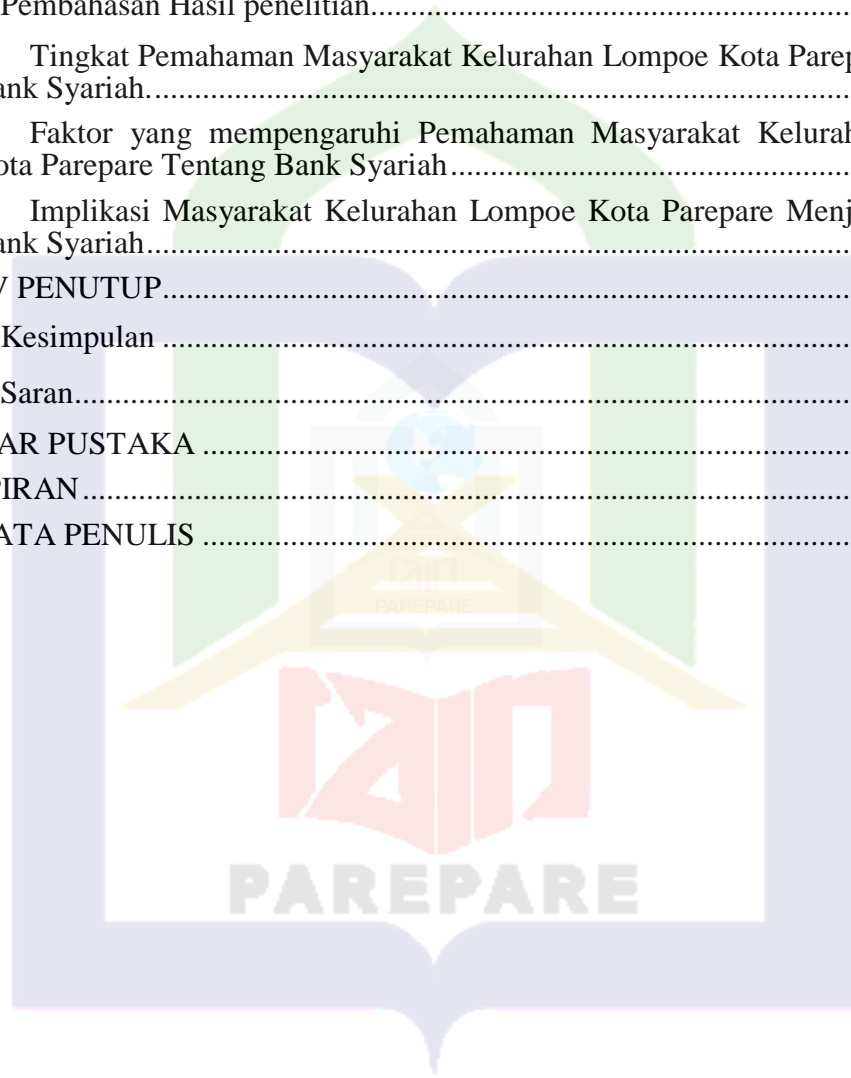 Pembahasan Hasil penelitian...........................................................
Tingkat Pemahaman Masyarakat Kelurahan Lompoe Kota Parep
ank Syariah.......................................................................................
Faktor yang mempengaruhi Pemahaman Masyarakat Kelurah
ota Parepare Tentang Bank Syariah..................................................
Implikasi Masyarakat Kelurahan Lompoe Kota Parepare Menj
ank Syariah.......................................................................................
V PENUTUP.....................................................................................
Kesimpulan .....................................................................................
Saran.................................................................................................
AR PUSTAKA .................................................................................
PIRAN...............................................................................................
ATA PENULIS .................................................................................
iain
PAREPARE
iain
PAREPARE